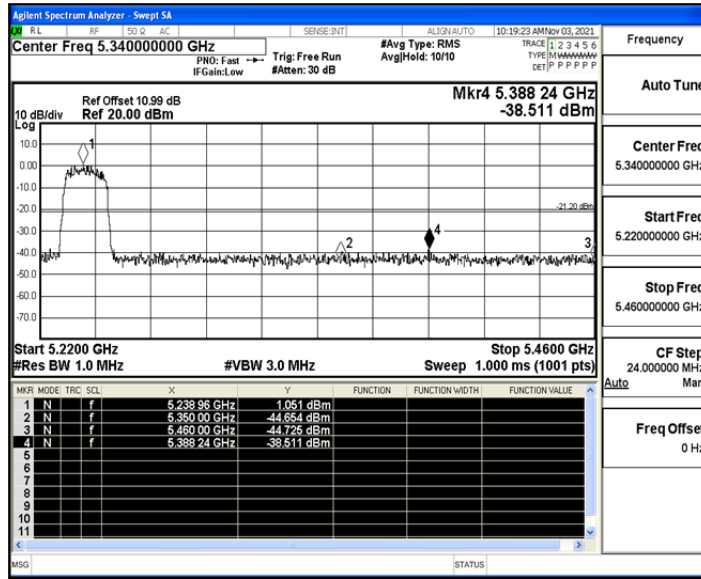 Agilent Spectrum Analyzer - Swept SA
RL RF 50 Ω AC SENSE:INT ALIGNAUTO 10:19:23 AM Nov 03, 2021
Center Freq 5.340000000 GHz
#Avg Type: RMS
TRACE 1 2 3 4 5 6
PNO: Fast
Trig: Free Run
Avg|Hold: 10/10
TYPE MWWWWW
IFGain:Low
#Atten: 30 dB
DET P P P P P P
Mkr4 5.388 24 GHz
Ref Offset 10.99 dB
10 dB/div Ref 20.00 dBm -38.511 dBm
Log
10.0
0.00
-10.0
-20.0
-30.0
-40.0
-50.0
-60.0
-70.0
1
-21.20 dBm
2
4
3
Start 5.2200 GHz Stop 5.4600 GHz
#Res BW 1.0 MHz #VBW 3.0 MHz Sweep 1.000 ms (1001 pts)
MKR MODE TRC SCL X Y FUNCTION FUNCTION WIDTH FUNCTION VALUE
1 N f 5.238 96 GHz 1.051 dBm
2 N f 5.350 00 GHz -44.654 dBm
3 N f 5.460 00 GHz -44.725 dBm
4 N f 5.388 24 GHz -38.511 dBm
5
6
7
8
9
10
11
MSG STATUS
Frequency
Auto Tune
Center Freq
5.340000000 GHz
Start Freq
5.220000000 GHz
Stop Freq
5.460000000 GHz
CF Step
24.000000 MHz
Auto Man
Freq Offset
0 Hz